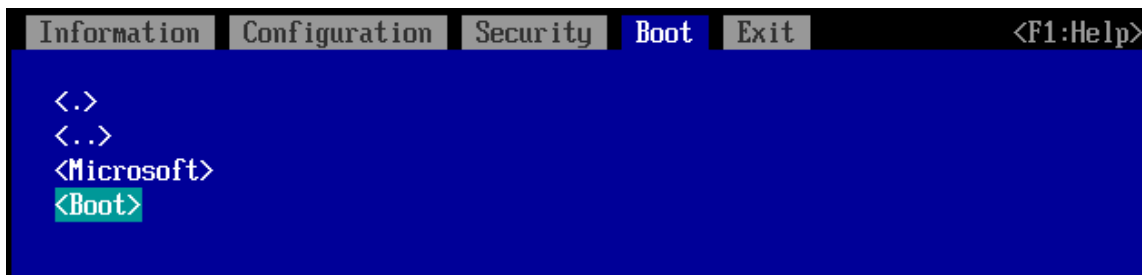 Information Configuration Security Boot Exit <F1:Help>
<.>
<..>
<Microsoft>
<Boot>